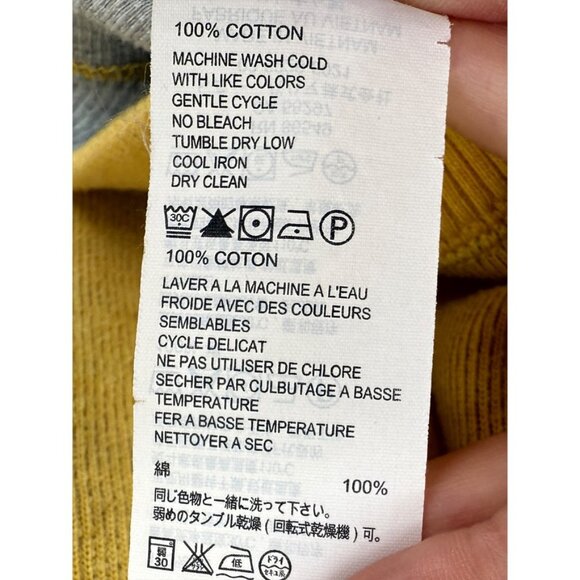 100% COTTON
MACHINE WASH COLD
WITH LIKE COLORS
GENTLE CYCLE
NO BLEACH
TUMBLE DRY LOW
COOL IRON
DRY CLEAN
30C P
100% COTON
LAVER A LA MACHINE A L'EAU
FROIDE AVEC DES COULEURS
SEMBLABLES
CYCLE DELICAT
NE PAS UTILISER DE CHLORE
SECHER PAR CULBUTAGE A BASSE
TEMPERATURE
FER A BASSE TEMPERATURE
NETTOYER A SEC
綿 100%
同じ色物と一緒に洗って下さい。
弱めのタンブル乾燥（回転式乾燥機）可。
弱 30 低 ドライ セキユ系